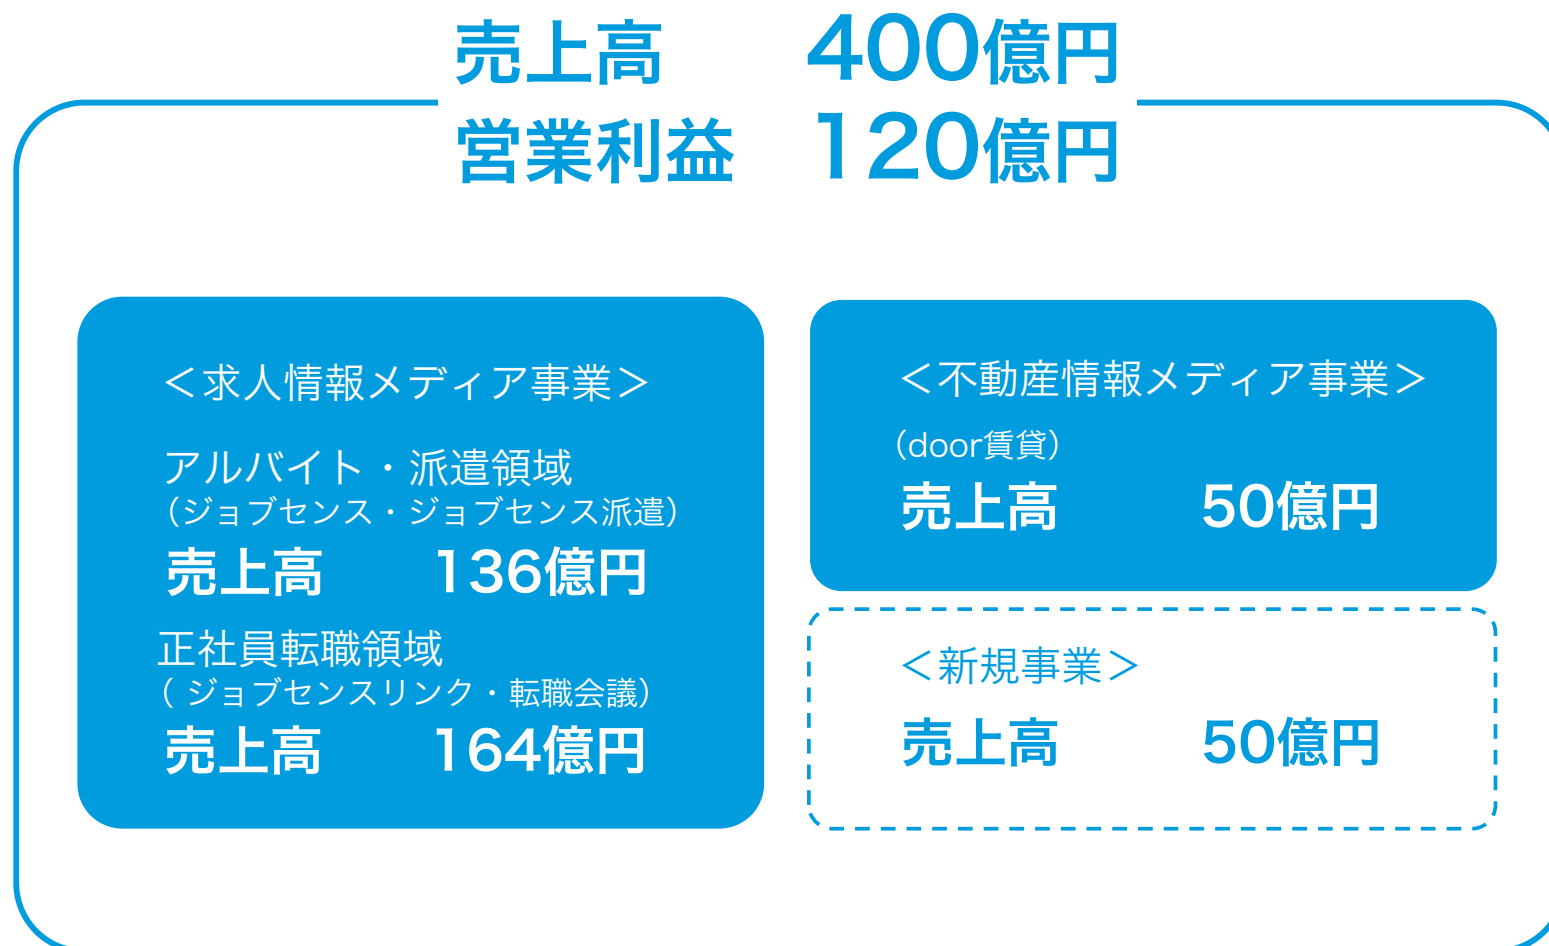 売上高 400億円
営業利益 120億円
＜求人情報メディア事業＞
アルバイト・派遣領域
（ジョブセンス・ジョブセンス派遣）
売上高 136億円
正社員転職領域
（ ジョブセンスリンク・転職会議）
売上高 164億円
＜不動産情報メディア事業＞
（door賃貸）
売上高 50億円
＜新規事業＞
売上高 50億円